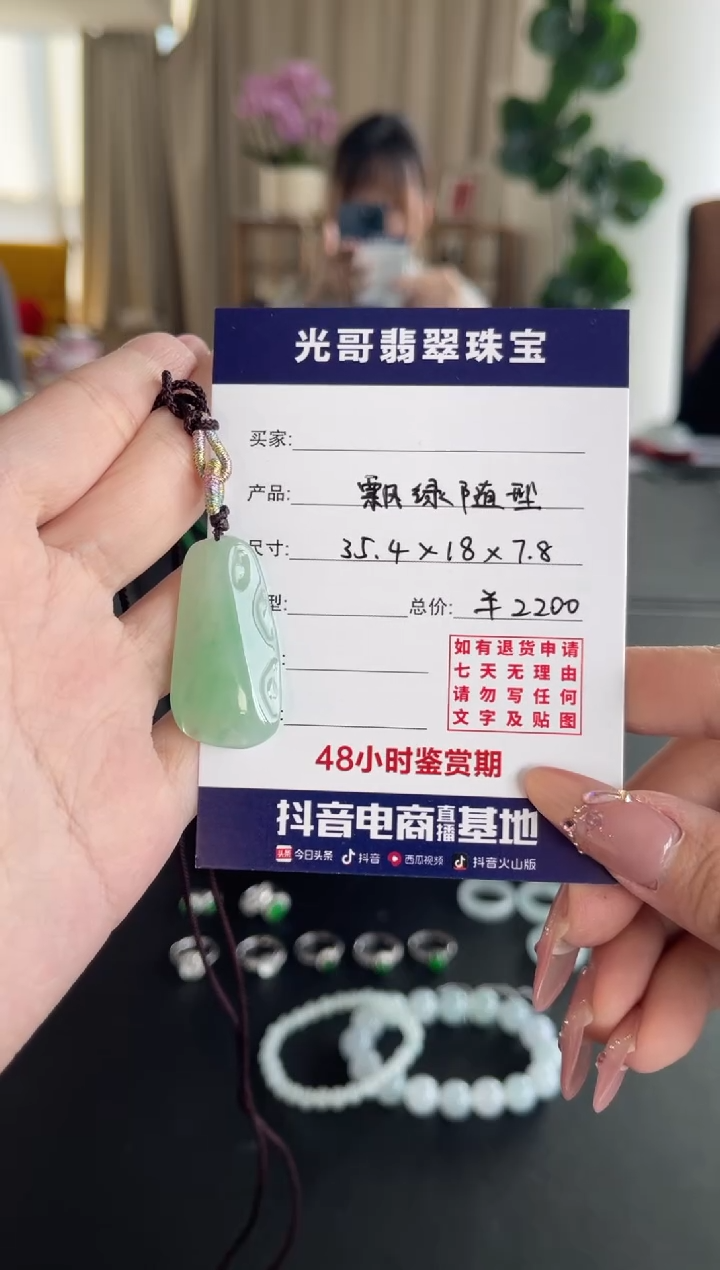 光哥翡翠珠宝
买家:
产品: 飘绿随型
尺寸: 35.4×18×7.8
型: 总价: ¥2200
:
:
如有退货申请
七天无理由
请勿写任何
文字及贴图
48小时鉴赏期
抖音电商直播基地
头条 今日头条 抖音 西瓜视频 抖音火山版